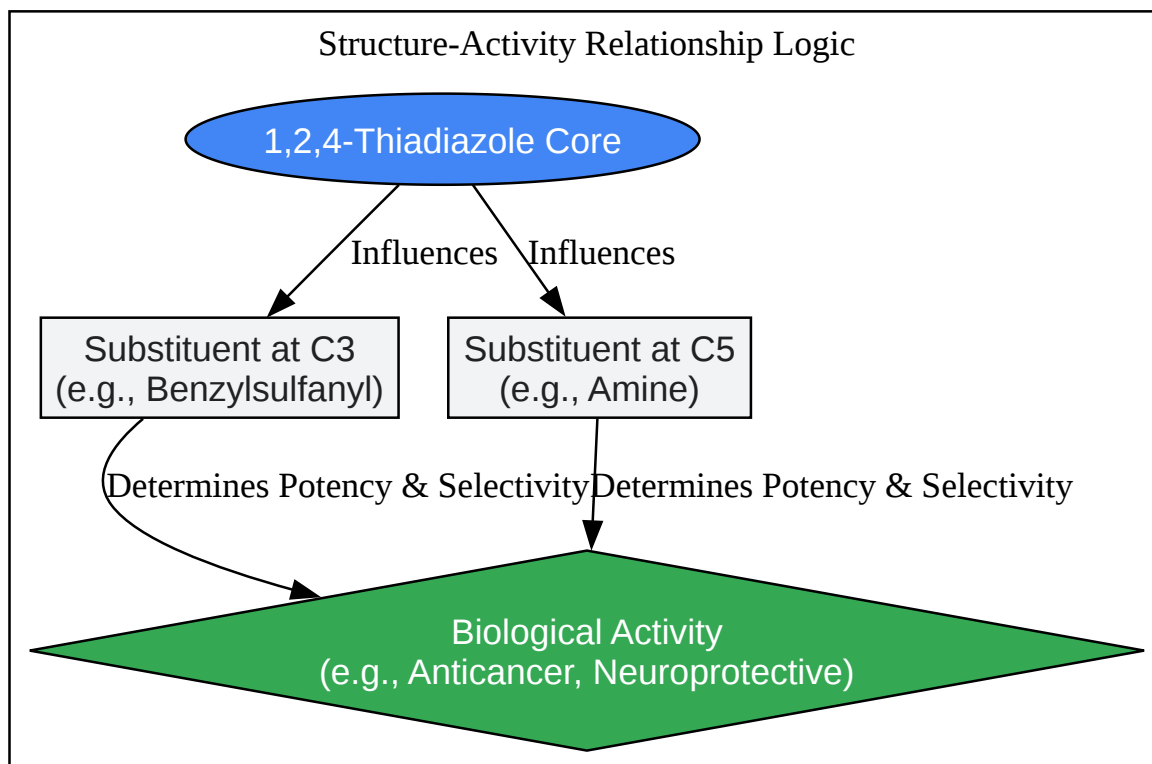 Structure-Activity Relationship Logic
1,2,4-Thiadiazole Core
Influences
Influences
Substituent at C3
(e.g., Benzylsulfanyl)
Substituent at C5
(e.g., Amine)
Determines Potency & Selectivity
Determines Potency & Selectivity
Biological Activity
(e.g., Anticancer, Neuroprotective)